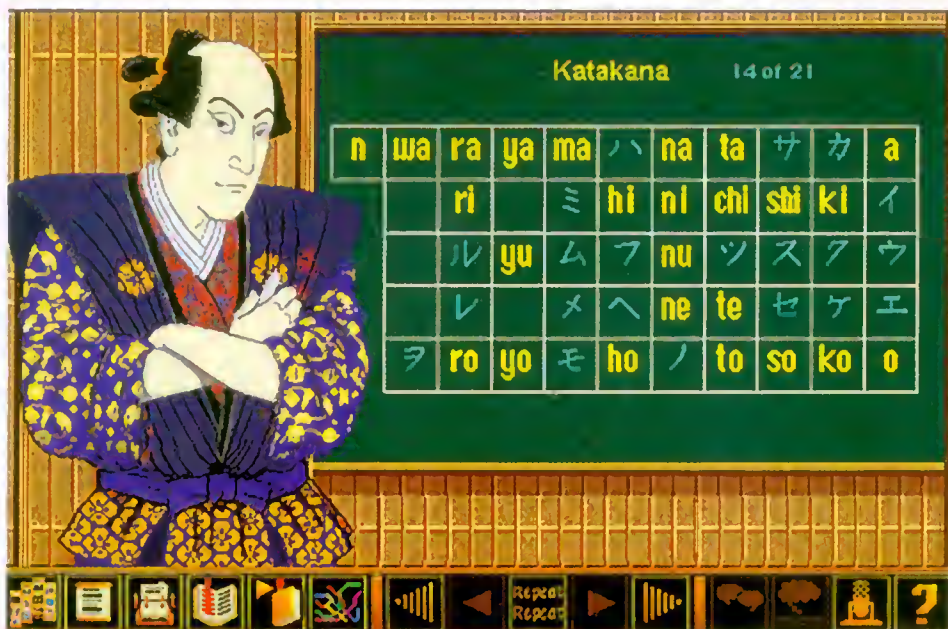 Katakana 14 of 21
n wa ra ya ma ハ na ta サ カ a
ri ミ hi ni chi shi ki イ
ル yu ム フ nu ツ ス ク ウ
レ メ ヘ ne te セ ケ エ
ヲ ro yo モ ho ノ to so ko o
Repeat
Repeat
?